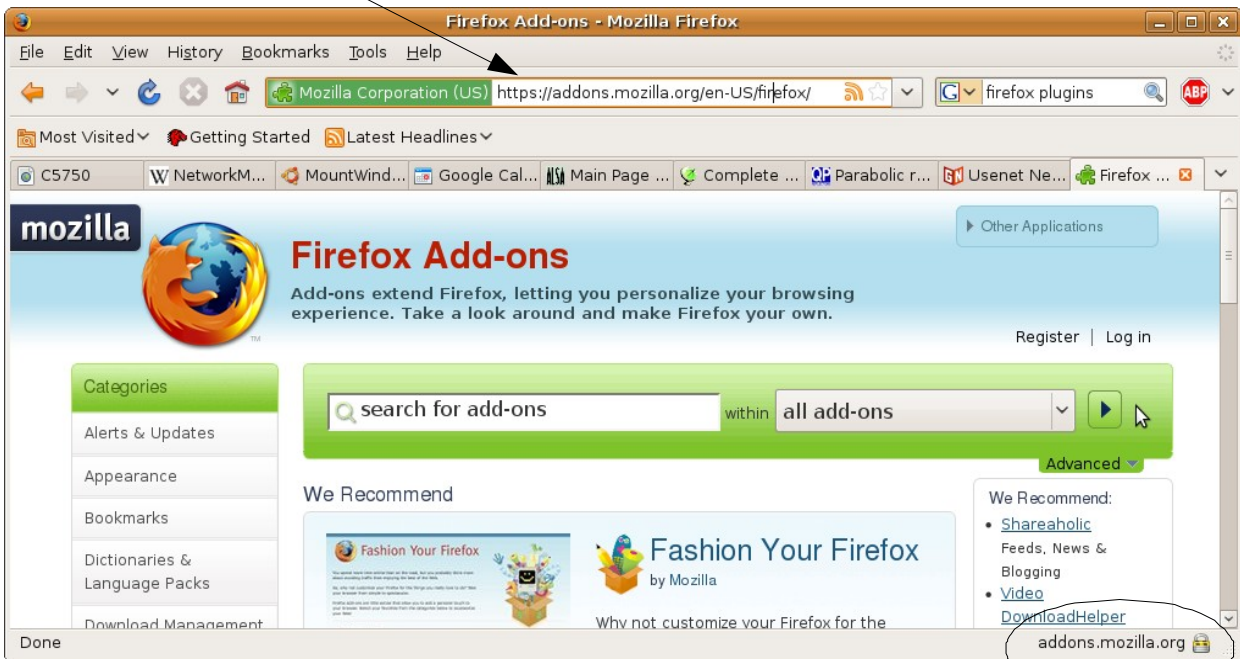 Firefox Add-ons - Mozilla Firefox
File Edit View History Bookmarks Tools Help
Mozilla Corporation (US) https://addons.mozilla.org/en-US/firefox/ G firefox plugins ABP
Most Visited Getting Started Latest Headlines
C5750 W NetworkM... MountWind... Google Cal... Main Page ... Complete ... Parabolic r... Usenet Ne... Firefox ...
mozilla
Other Applications
Firefox Add-ons
Add-ons extend Firefox, letting you personalize your browsing
experience. Take a look around and make Firefox your own.
TM
Register | Log in
Categories
Alerts & Updates
Appearance
Bookmarks
Dictionaries &
Language Packs
Download Management
search for add-ons within all add-ons
Advanced
We Recommend
Fashion Your Firefox
Fashion Your Firefox
by Mozilla
Why not customize your Firefox for the
We Recommend:
• Shareaholic
Feeds, News &
Blogging
• Video
DownloadHelper
Done
addons.mozilla.org